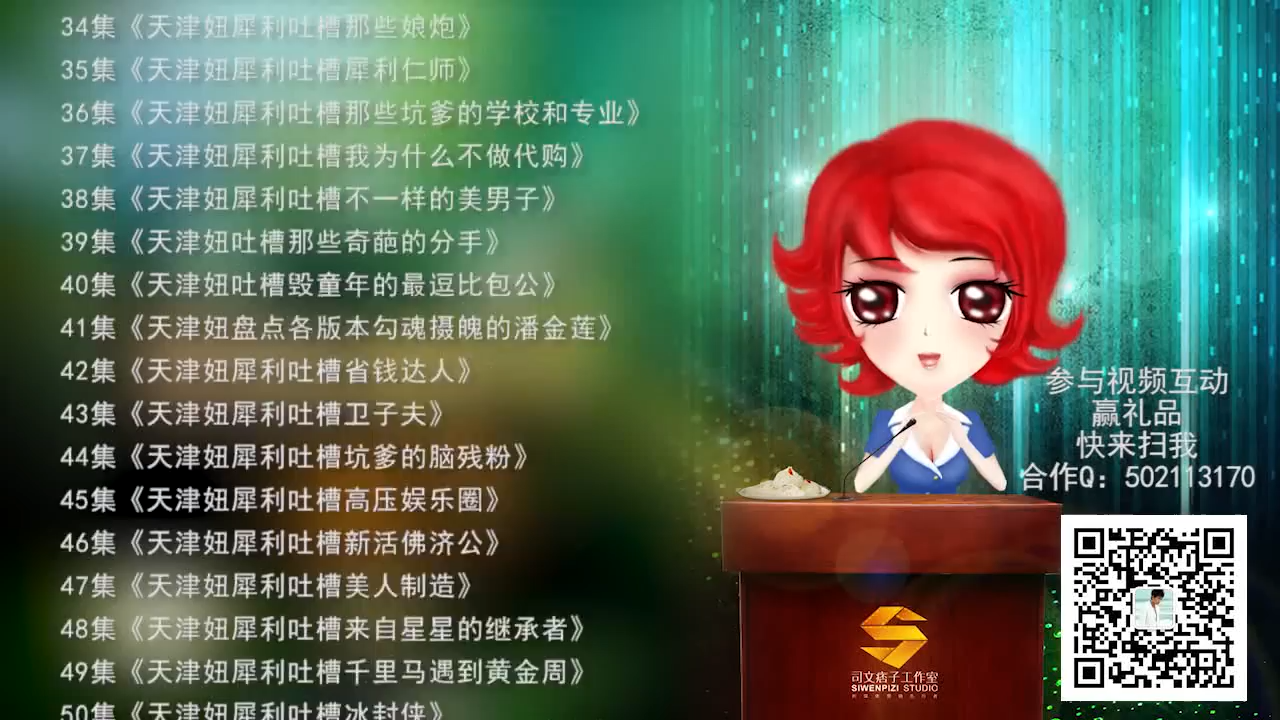 34集《天津妞犀利吐槽那些娘炮》
35集《天津妞犀利吐槽犀利仁师》
36集《天津妞犀利吐槽那些坑爹的学校和专业》
37集《天津妞犀利吐槽我为什么不做代购》
38集《天津妞犀利吐槽不一样的美男子》
39集《天津妞吐槽那些奇葩的分手》
40集《天津妞吐槽毁童年的最逗比包公》
41集《天津妞盘点各版本勾魂摄魄的潘金莲》
42集《天津妞犀利吐槽省钱达人》
43集《天津妞犀利吐槽卫子夫》
44集《天津妞犀利吐槽坑爹的脑残粉》
45集《天津妞犀利吐槽高压娱乐圈》
46集《天津妞犀利吐槽新活佛济公》
47集《天津妞犀利吐槽美人制造》
48集《天津妞犀利吐槽来自星星的继承者》
49集《天津妞犀利吐槽千里马遇到黄金周》
50集《天津妞犀利吐槽冰封侠》
参与视频互动
赢礼品
快来扫我
合作Q：502113170
司文痞子工作室
SIWENPIZI STUDIO